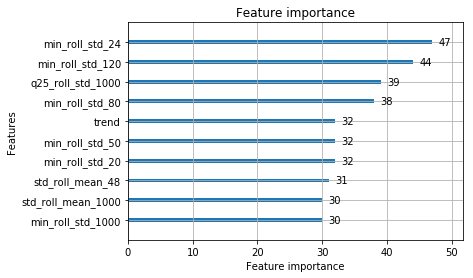 Feature importance
min_roll_std_24
47
min_roll_std_120
44
q25_roll_std_1000
39
min_roll_std_80
38
trend
32
min_roll_std_50
32
min_roll_std_20
32
std_roll_mean_48
31
std_roll_mean_1000
30
min_roll_std_1000
30
Features
0 10 20 30 40 50
Feature importance